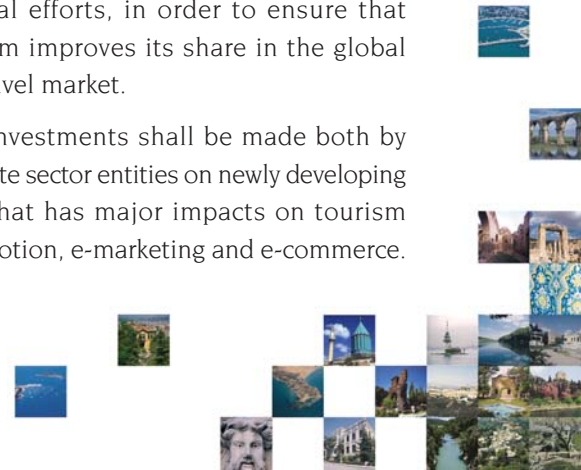 al efforts, in order to ensure that
m improves its share in the global
vel market.
nvestments shall be made both by
te sector entities on newly developing
hat has major impacts on tourism
otion, e-marketing and e-commerce.